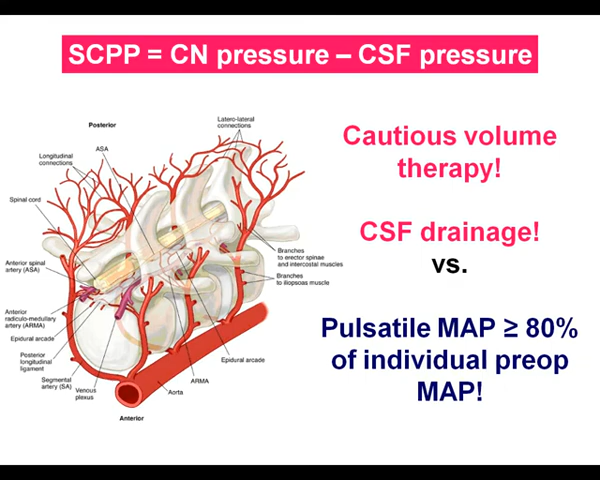 SCPP = CN pressure – CSF pressure
Posterior
Latero-lateral
connections
ASA
Longitudinal
connections
Spinal cord
Anterior spinal
artery (ASA)
Anterior
radiculo-medullary
artery (ARMA)
Epidural arcade
Posterior
longitudinal
ligament
Segmental
artery (SA)
Venous
plexus
Anterior
Aorta
ARMA
Epidural arcade
Branches
to erector spinae
and intercostal muscles
Branches
to iliopsoas muscle
Cautious volume
therapy!
CSF drainage!
vs.
Pulsatile MAP ≥ 80%
of individual preop
MAP!